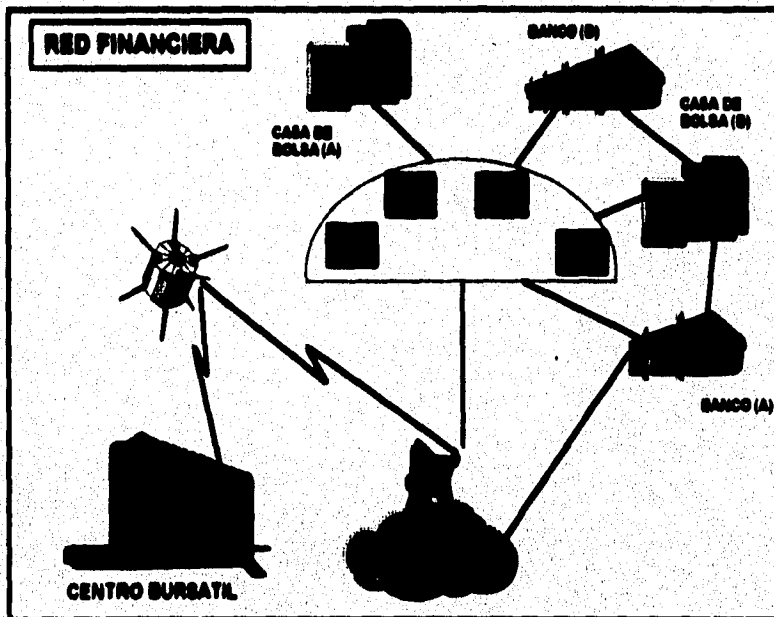 RED FINANCIERA
BANCO (B)
CASA DE
BOLSA (A)
CASA DE
BOLSA (B)
BANCO (A)
CENTRO BURSATIL